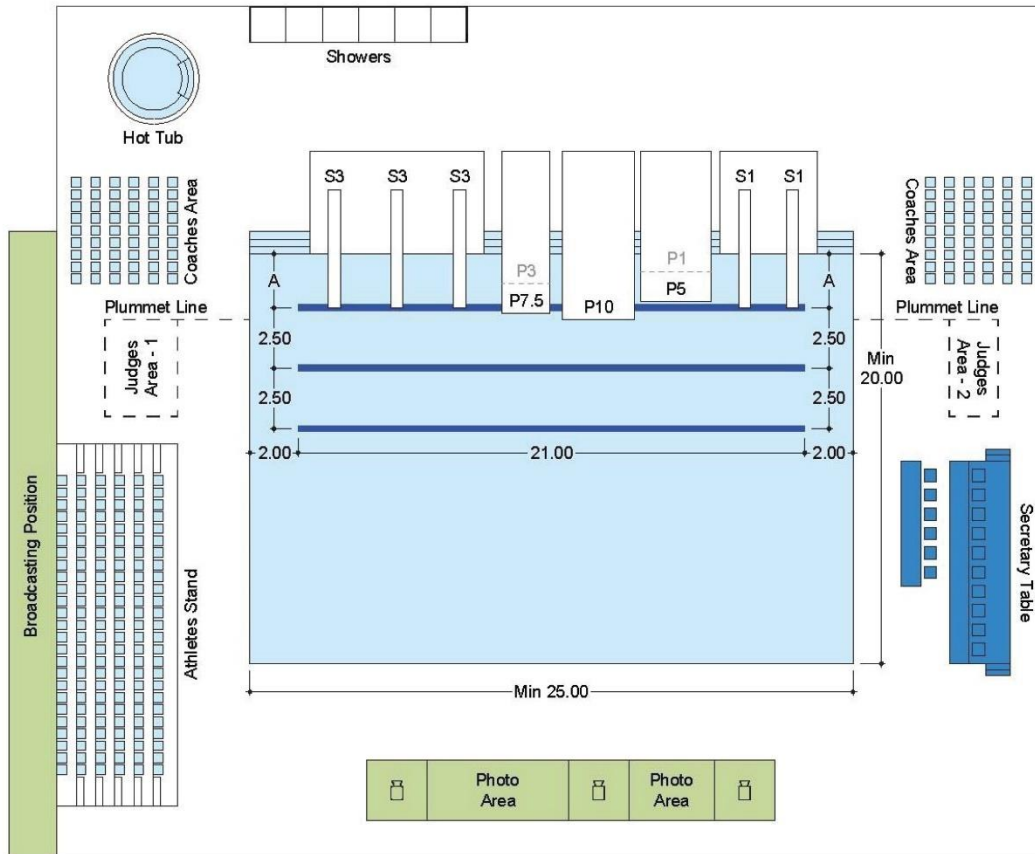 Showers
Hot Tub
S3
S3
S3
S1
S1
Coaches Area
Coaches Area
P3
P7.5
P10
P1
P5
A
A
Plummet Line
Plummet Line
2.50
2.50
Min
20.00
Judges
Area - 1
Judges
Area - 2
2.50
2.50
2.00
21.00
2.00
Broadcasting Position
Athletes Stand
Secretary Table
Min 25.00
Photo
Area
Photo
Area